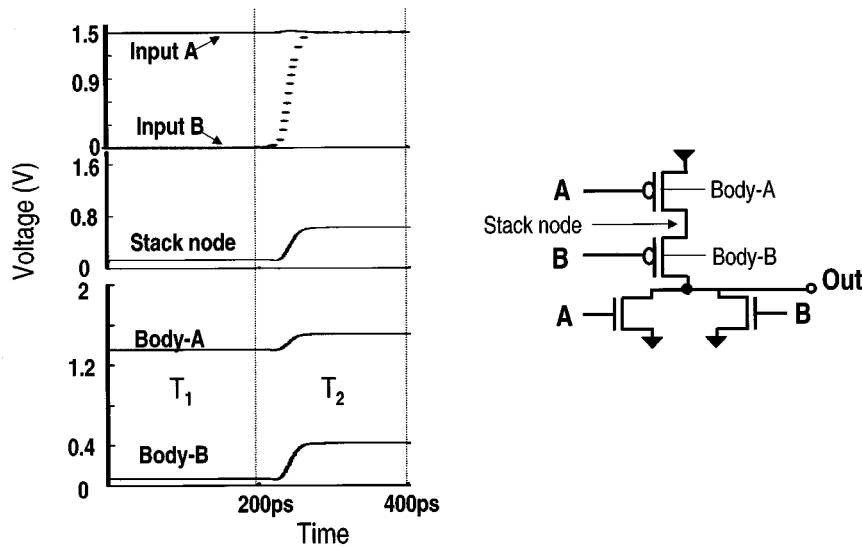 Voltage (V)
1.5
0.9
0
Input A
Input B
1.6
0.8
0
Stack node
2
1.2
0.4
0
Body-A
T1
T2
Body-B
200ps
400ps
Time
A
Body-A
Stack node
B
Body-B
Out
A
B